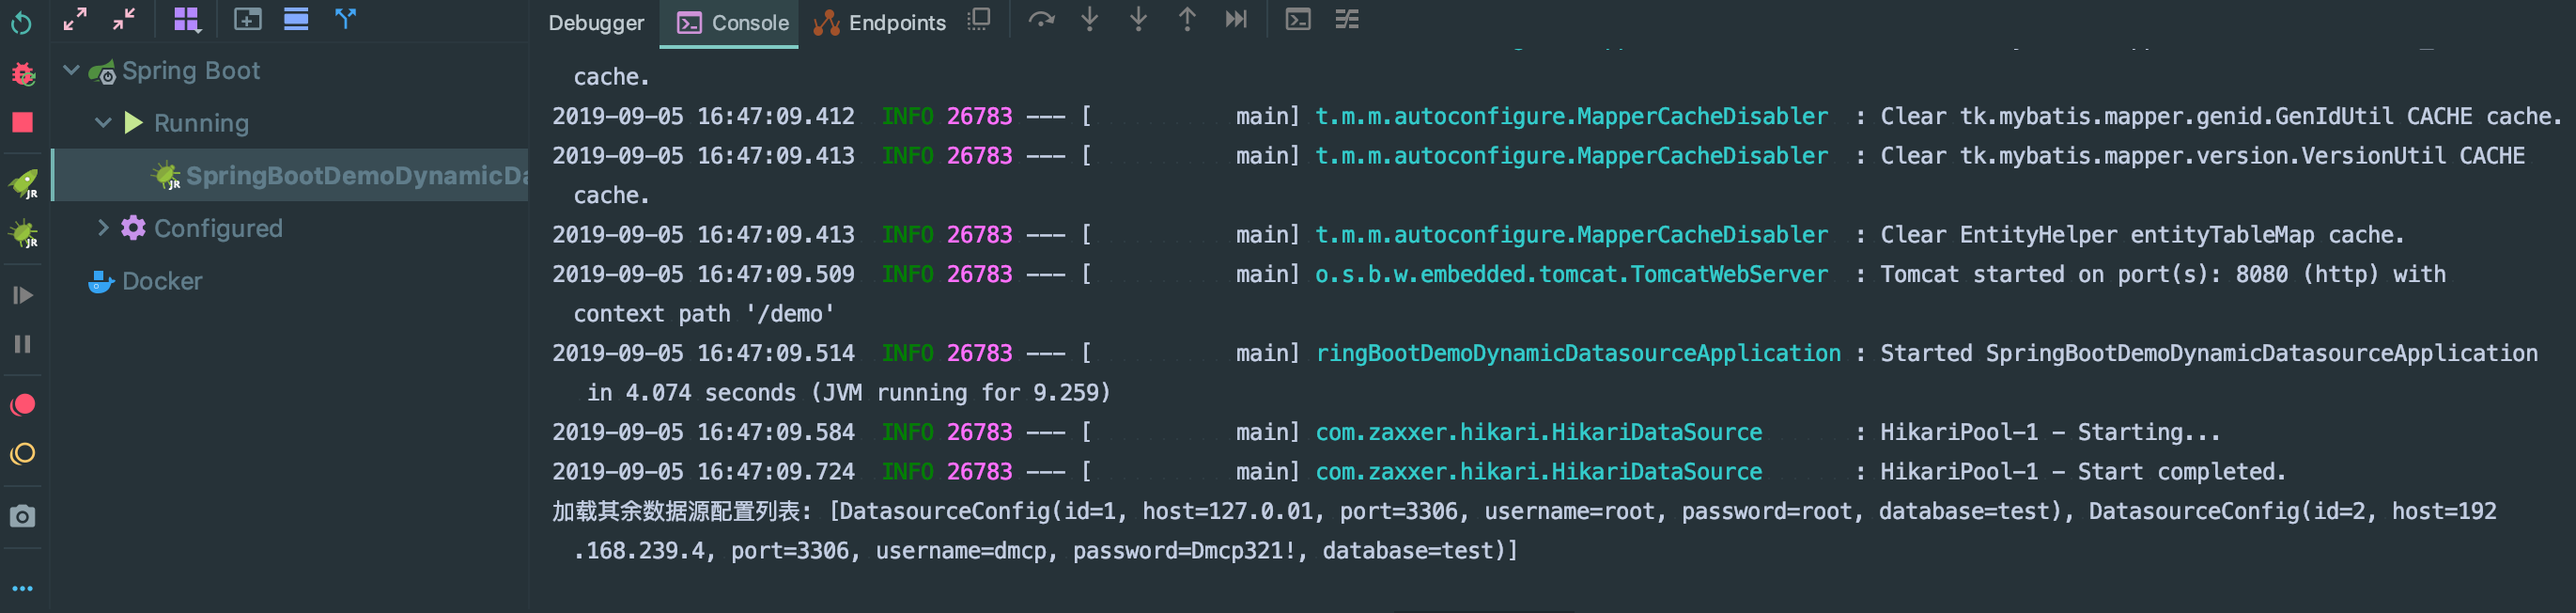 Debugger Console Endpoints
Spring Boot
Running
SpringBootDemoDynamicDa
Configured
Docker
cache.
2019-09-05 16:47:09.412 INFO 26783 --- [ main] t.m.m.autoconfigure.MapperCacheDisabler : Clear tk.mybatis.mapper.genid.GenIdUtil CACHE cache.
2019-09-05 16:47:09.413 INFO 26783 --- [ main] t.m.m.autoconfigure.MapperCacheDisabler : Clear tk.mybatis.mapper.version.VersionUtil CACHE
cache.
2019-09-05 16:47:09.413 INFO 26783 --- [ main] t.m.m.autoconfigure.MapperCacheDisabler : Clear EntityHelper entityTableMap cache.
2019-09-05 16:47:09.509 INFO 26783 --- [ main] o.s.b.w.embedded.tomcat.TomcatWebServer : Tomcat started on port(s): 8080 (http) with
context path '/demo'
2019-09-05 16:47:09.514 INFO 26783 --- [ main] ringBootDemoDynamicDatasourceApplication : Started SpringBootDemoDynamicDatasourceApplication
in 4.074 seconds (JVM running for 9.259)
2019-09-05 16:47:09.584 INFO 26783 --- [ main] com.zaxxer.hikari.HikariDataSource : HikariPool-1 - Starting...
2019-09-05 16:47:09.724 INFO 26783 --- [ main] com.zaxxer.hikari.HikariDataSource : HikariPool-1 - Start completed.
加载其余数据源配置列表: [DatasourceConfig(id=1, host=127.0.01, port=3306, username=root, password=root, database=test), DatasourceConfig(id=2, host=192
.168.239.4, port=3306, username=dmcp, password=Dmcp321!, database=test)]